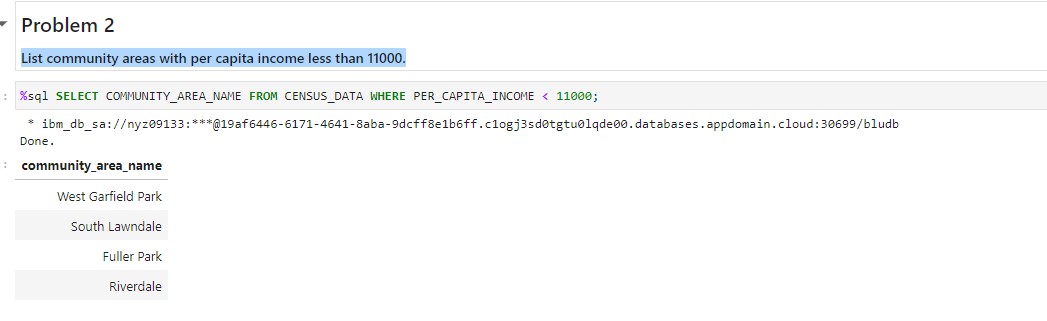 Problem 2
List community areas with per capita income less than 11000.
: %sql SELECT COMMUNITY_AREA_NAME FROM CENSUS_DATA WHERE PER_CAPITA_INCOME < 11000;
* ibm_db_sa://nyz09133:***@19af6446-6171-4641-8aba-9dcff8e1b6ff.c1ogj3sd0tgtu0lqde00.databases.appdomain.cloud:30699/bludb
Done.
: community_area_name
West Garfield Park
South Lawndale
Fuller Park
Riverdale